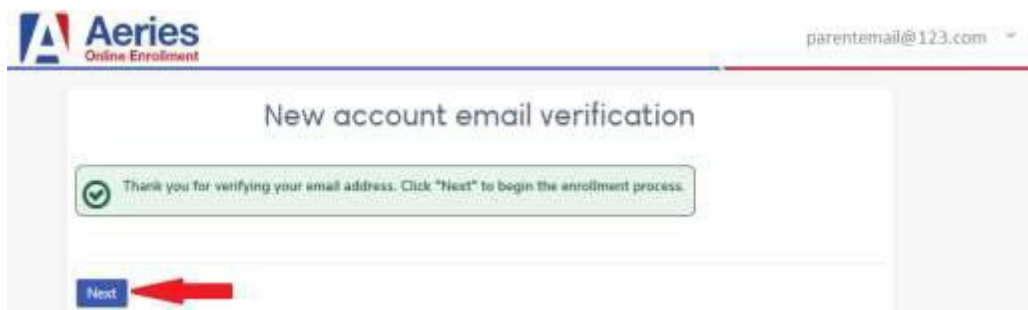 Aeries
Online Enrollment
parentemail@123.com
New account email verification
Thank you for verifying your email address. Click "Next" to begin the enrollment process.
Next